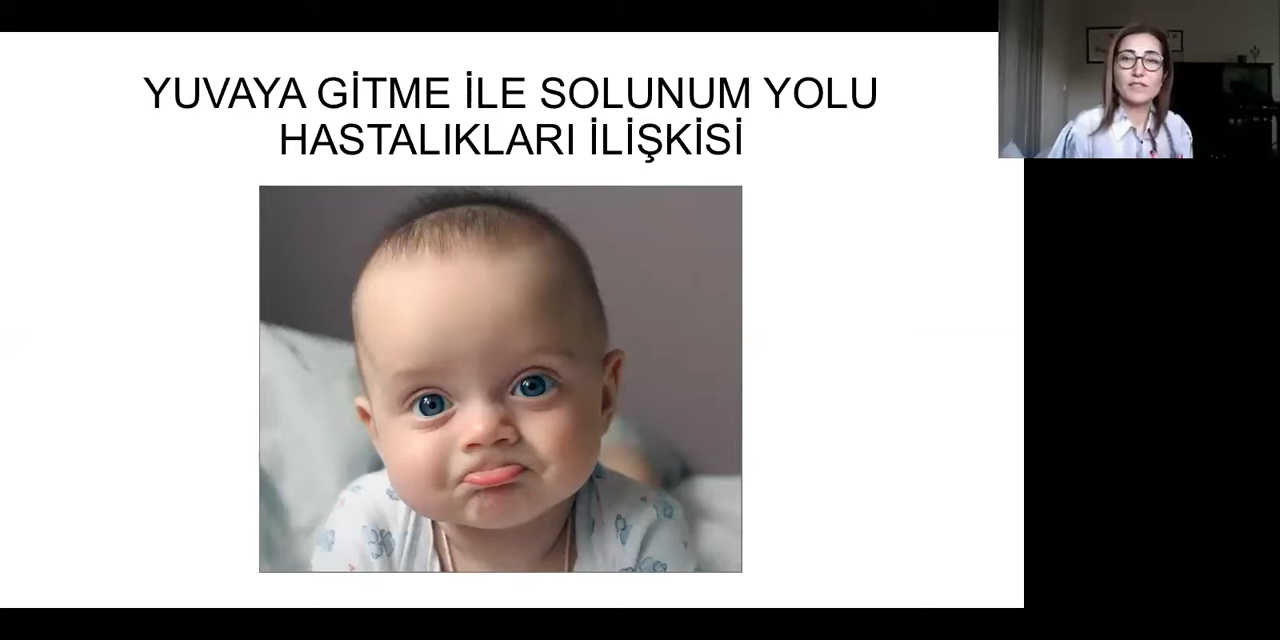 YUVAYA GİTME İLE SOLUNUM YOLU
HASTALIKLARI İLİŞKİSİ